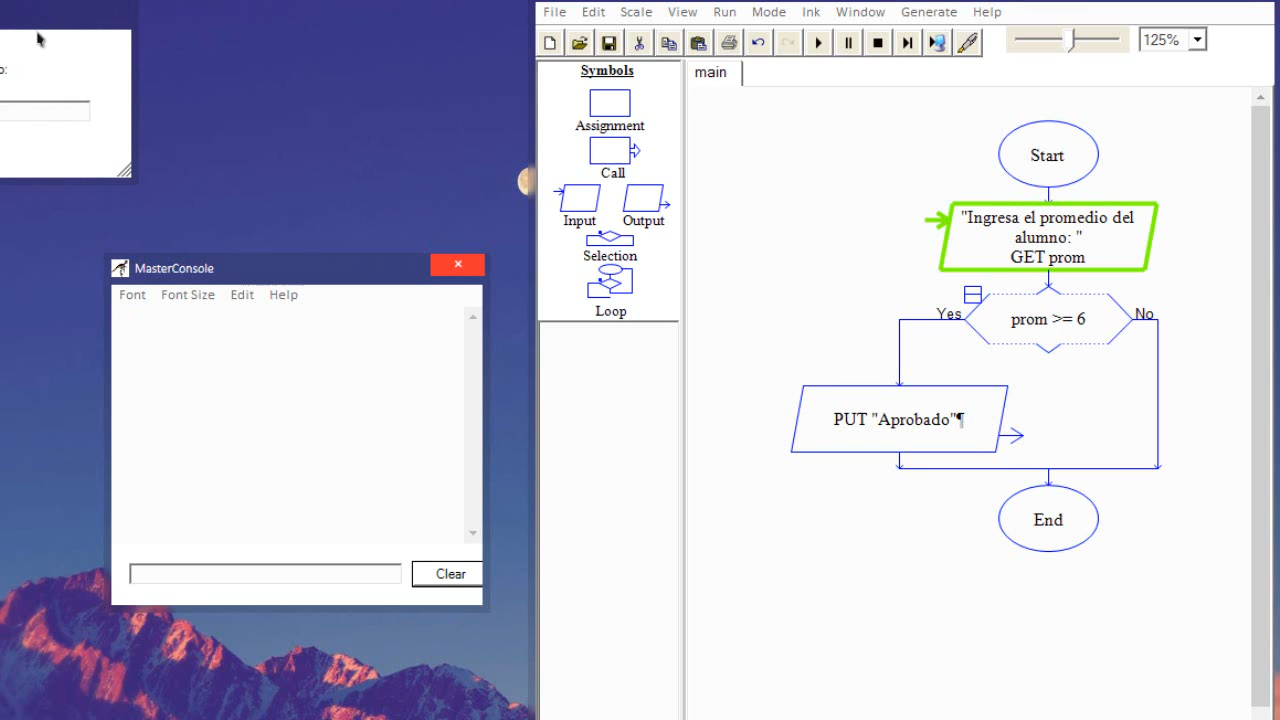 o:
MasterConsole
Font Font Size Edit Help
Clear
File Edit Scale View Run Mode Ink Window Generate Help
125%
Symbols
Assignment
Call
Input Output
Selection
Loop
main
Start
"Ingresa el promedio del
alumno: "
GET prom
Yes
prom >= 6
No
PUT "Aprobado"¶
End